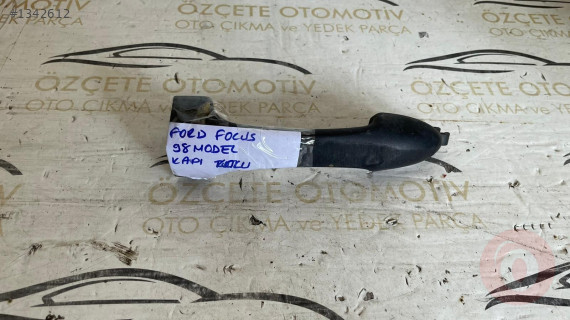 #1342612
ÖZÇETE OTOMOTİV
OTO ÇIKMA ve YEDEK PARÇA
ÖZÇETE OTOMOTİV
OTO ÇIKMA ve YEDEK PARÇA
ÖZÇETE OTOMOTİV
OTO ÇIKMA ve YEDEK PARÇA
FORD FOCUS
98 MODEL
KAPI
ÖZÇETE OTOMOTİV
OTO ÇIKMA ve YEDEK PARÇA
ÖZÇETE OTOMOTİV
OTO ÇIKMA ve YEDEK PARÇA